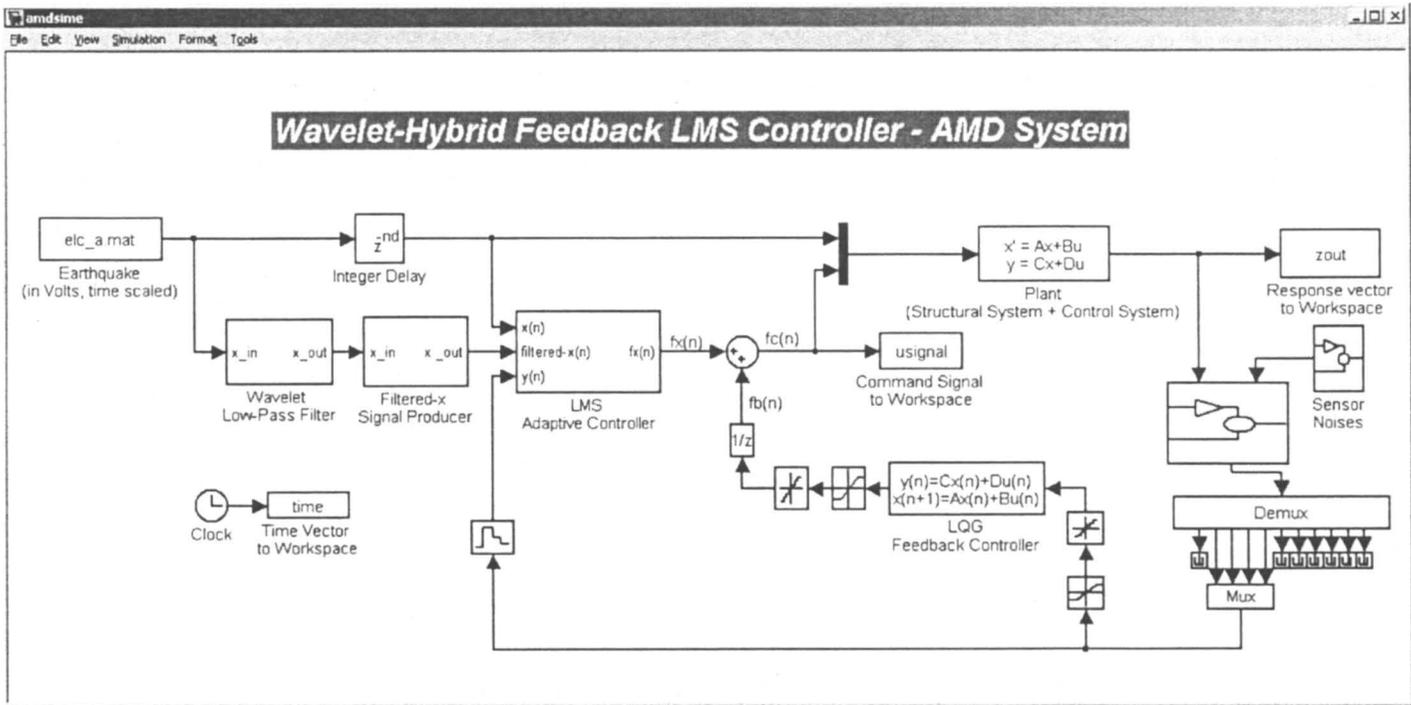 amdsime
File Edit View Simulation Format Tools
Wavelet-Hybrid Feedback LMS Controller - AMD System
elc_a.mat
Earthquake
(in Volts, time scaled)
z^-nd
Integer Delay
x' = Ax+Bu
y = Cx+Du
Plant
(Structural System + Control System)
zout
Response vector
to Workspace
x_in x_out
Wavelet
Low-Pass Filter
x_in x_out
Filtered-x
Signal Producer
x(n)
filtered-x(n) fx(n)
y(n)
LMS
Adaptive Controller
fx(n)
fc(n)
usignal
Command Signal
to Workspace
Sensor
Noises
fb(n)
1/z
y(n)=Cx(n)+Du(n)
x(n+1)=Ax(n)+Bu(n)
LQG
Feedback Controller
Clock
time
Time Vector
to Workspace
Demux
Mux